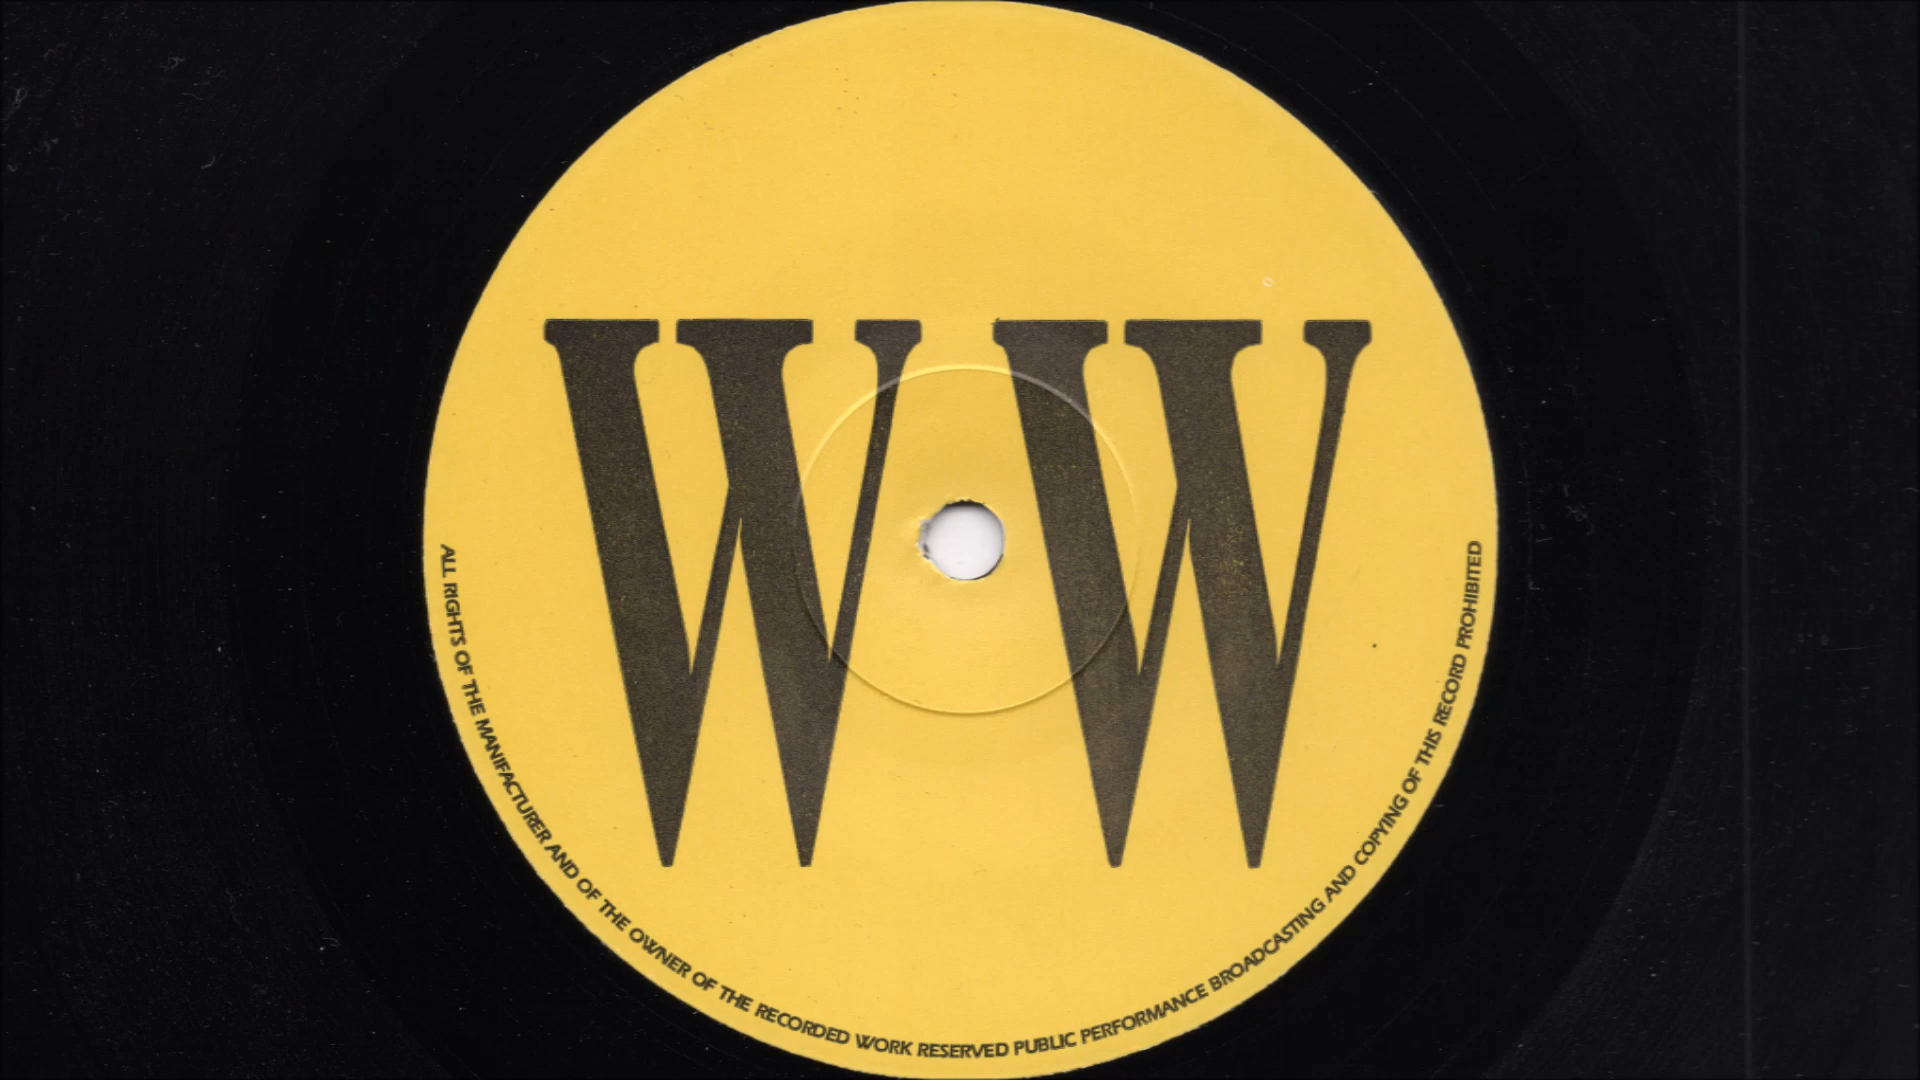 WW
ALL RIGHTS OF THE MANIFACTURER AND OF THE OWNER OF THE RECORDED WORK RESERVED PUBLIC PERFORMANCE BROADCASTING AND COPYING OF THIS RECORD PROHIBITED